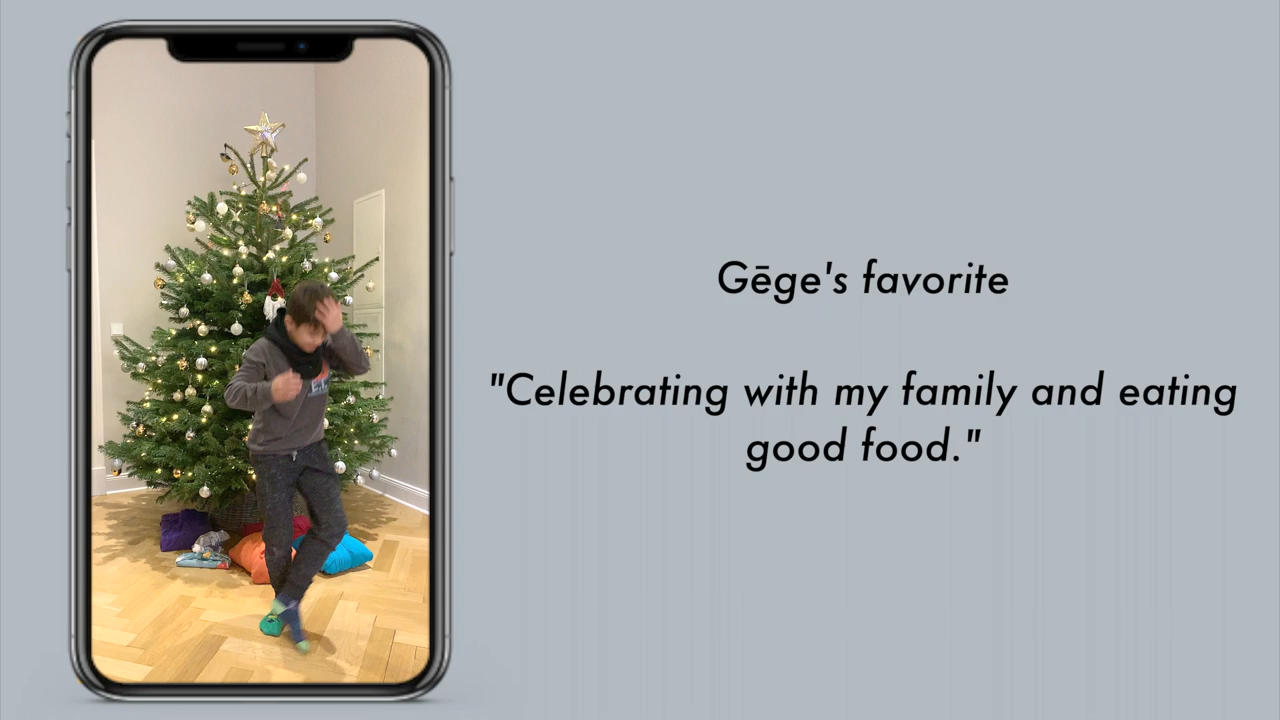 Gēge's favorite
"Celebrating with my family and eating
good food."